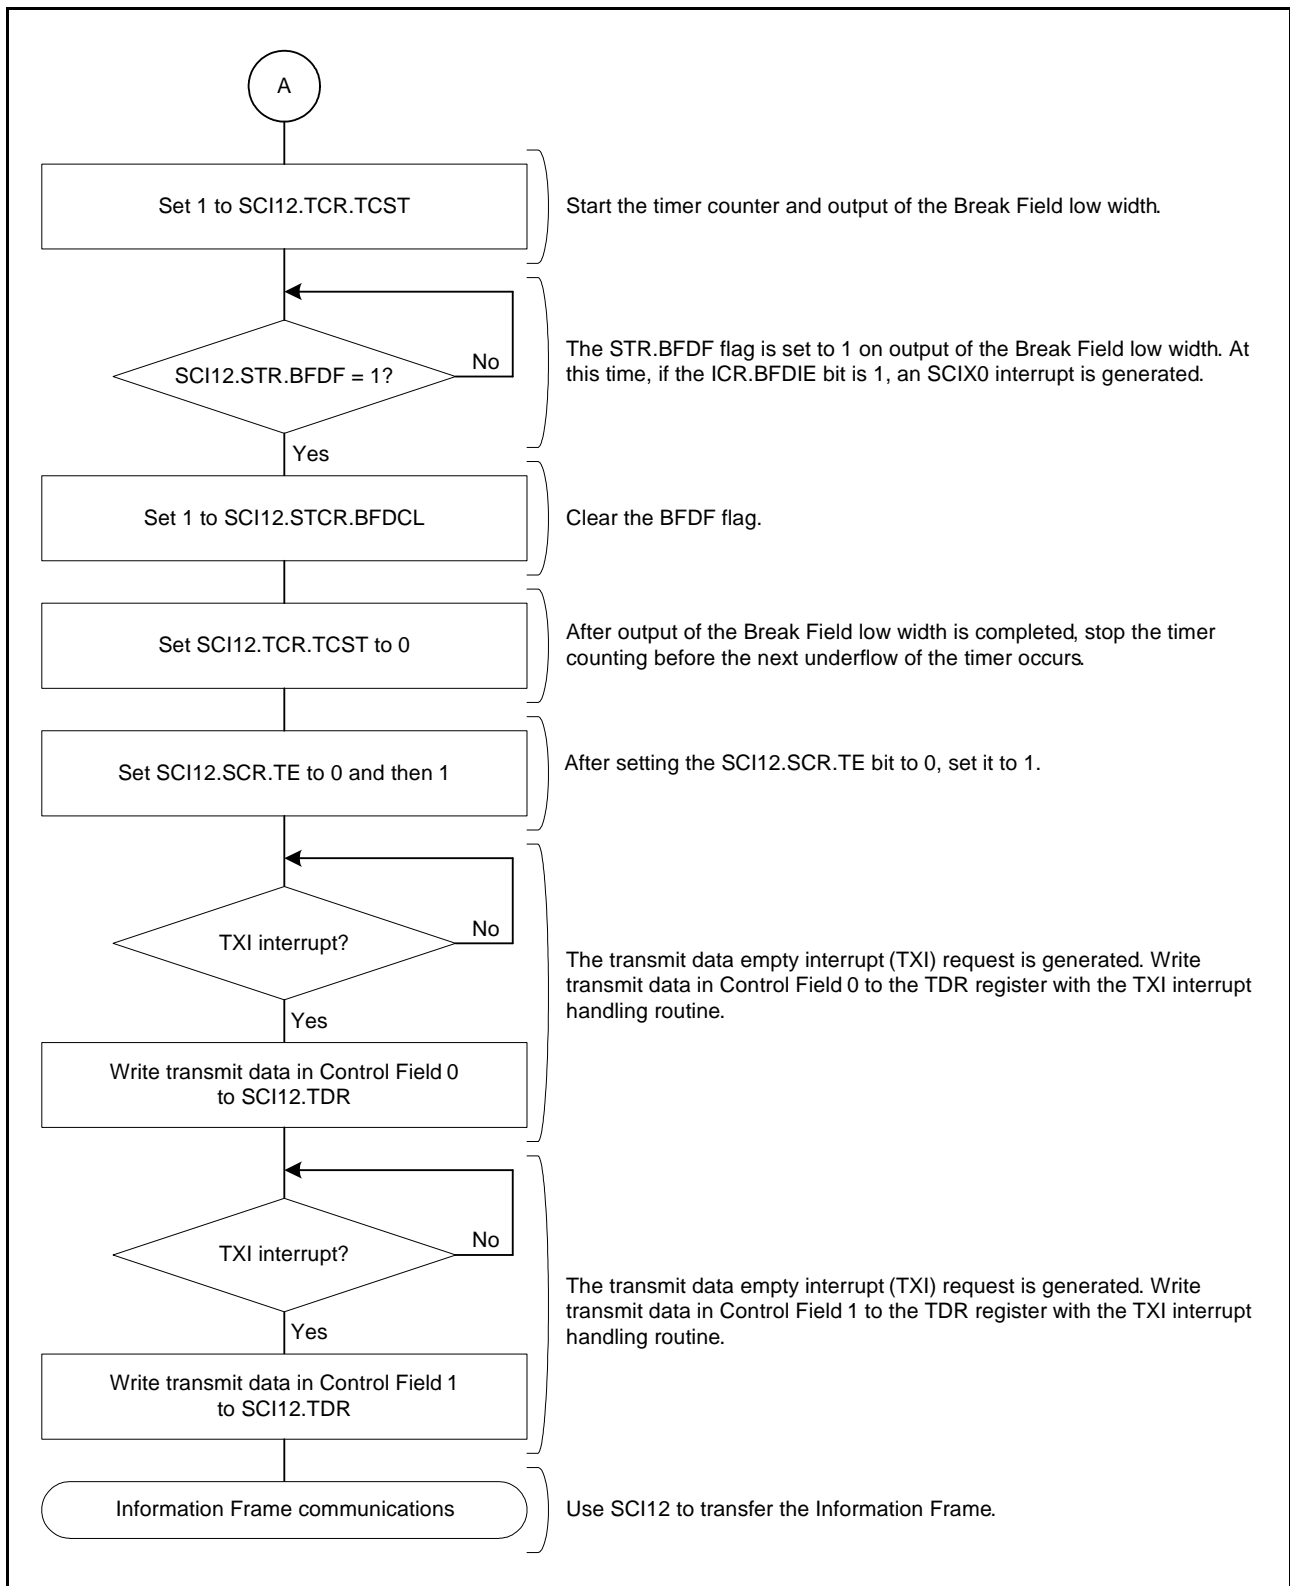 A
Set 1 to SCI12.TCR.TCST
Start the timer counter and output of the Break Field low width.
SCI12.STR.BFDF = 1?
No
The STR.BFDF flag is set to 1 on output of the Break Field low width. At
this time, if the ICR.BFDIE bit is 1, an SCIX0 interrupt is generated.
Yes
Set 1 to SCI12.STCR.BFDCL
Clear the BFDF flag.
Set SCI12.TCR.TCST to 0
After output of the Break Field low width is completed, stop the timer
counting before the next underflow of the timer occurs.
Set SCI12.SCR.TE to 0 and then 1
After setting the SCI12.SCR.TE bit to 0, set it to 1.
TXI interrupt?
No
The transmit data empty interrupt (TXI) request is generated. Write
transmit data in Control Field 0 to the TDR register with the TXI interrupt
handling routine.
Yes
Write transmit data in Control Field 0
to SCI12.TDR
TXI interrupt?
No
The transmit data empty interrupt (TXI) request is generated. Write
transmit data in Control Field 1 to the TDR register with the TXI interrupt
handling routine.
Yes
Write transmit data in Control Field 1
to SCI12.TDR
Information Frame communications
Use SCI12 to transfer the Information Frame.